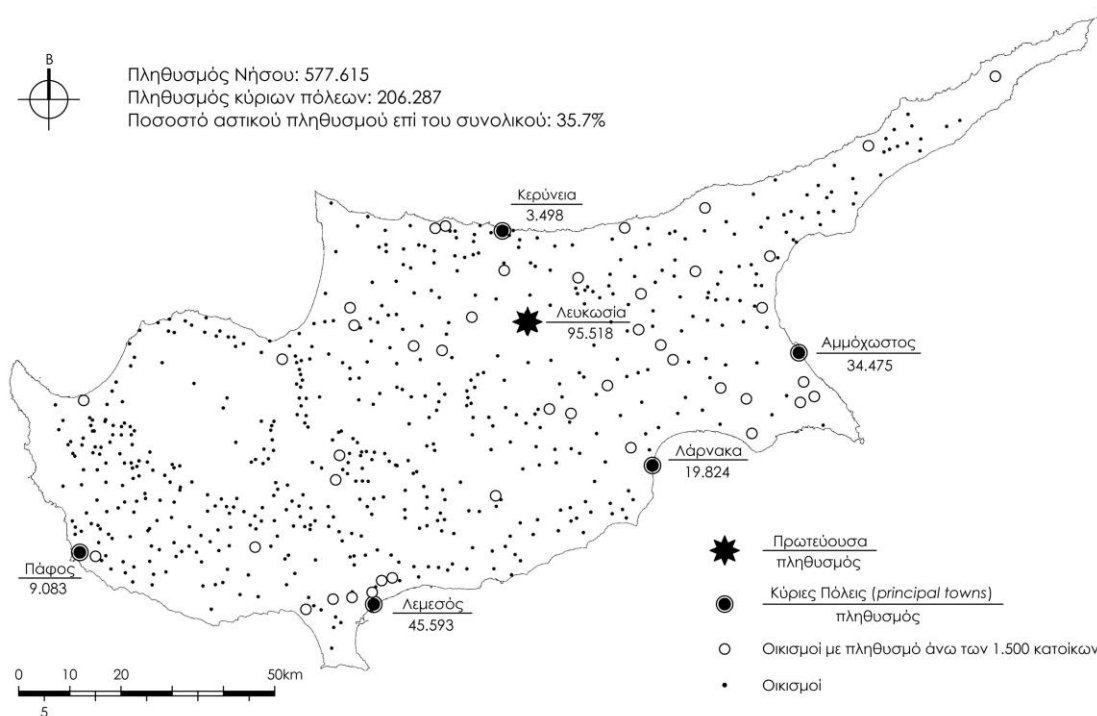 Β
Πληθυσμός Νήσου: 577.615
Πληθυσμός κύριων πόλεων: 206.287
Ποσοστό αστικού πληθυσμού επί του συνολικού: 35.7%
Κερύνεια
3.498
Λευκωσία
95.518
Αμμόχωστος
34.475
Λάρνακα
19.824
Πάφος
9.083
Λεμεσός
45.593
Πρωτεύουσα
πληθυσμός
Κύριες Πόλεις (principal towns)
πληθυσμός
Οικισμοί με πληθυσμό άνω των 1.500 κατοίκων
Οικισμοί
0 10 20 50km
5